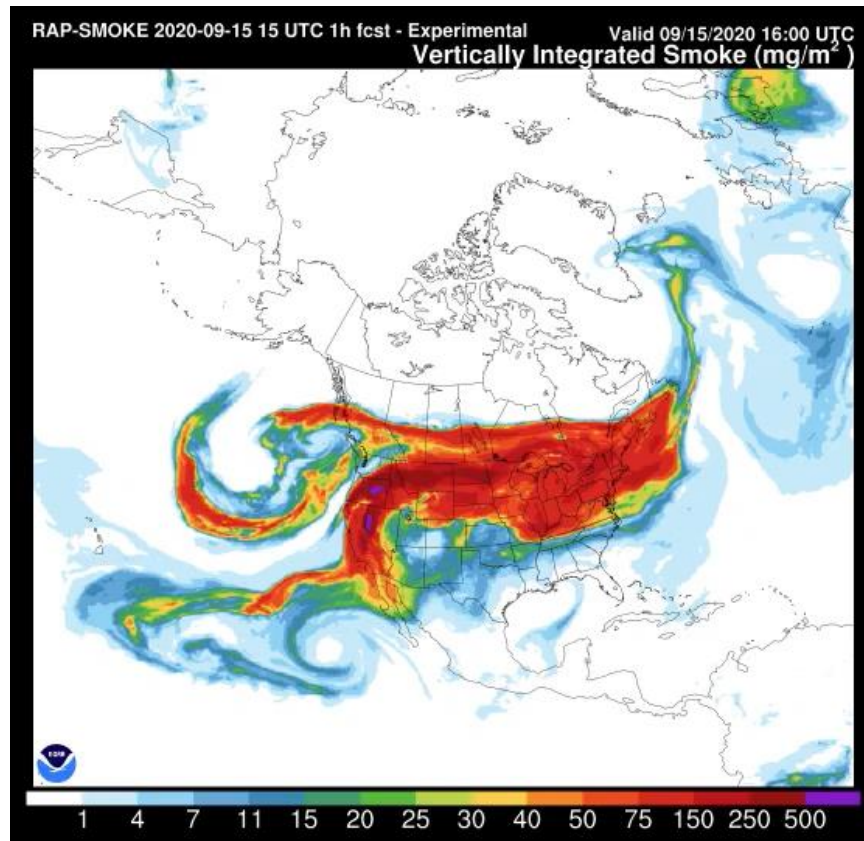 RAP-SMOKE 2020-09-15 15 UTC 1h fcst - Experimental
Valid 09/15/2020 16:00 UTC
Vertically Integrated Smoke (mg/m²)
1 4 7 11 15 20 25 30 40 50 75 150 250 500